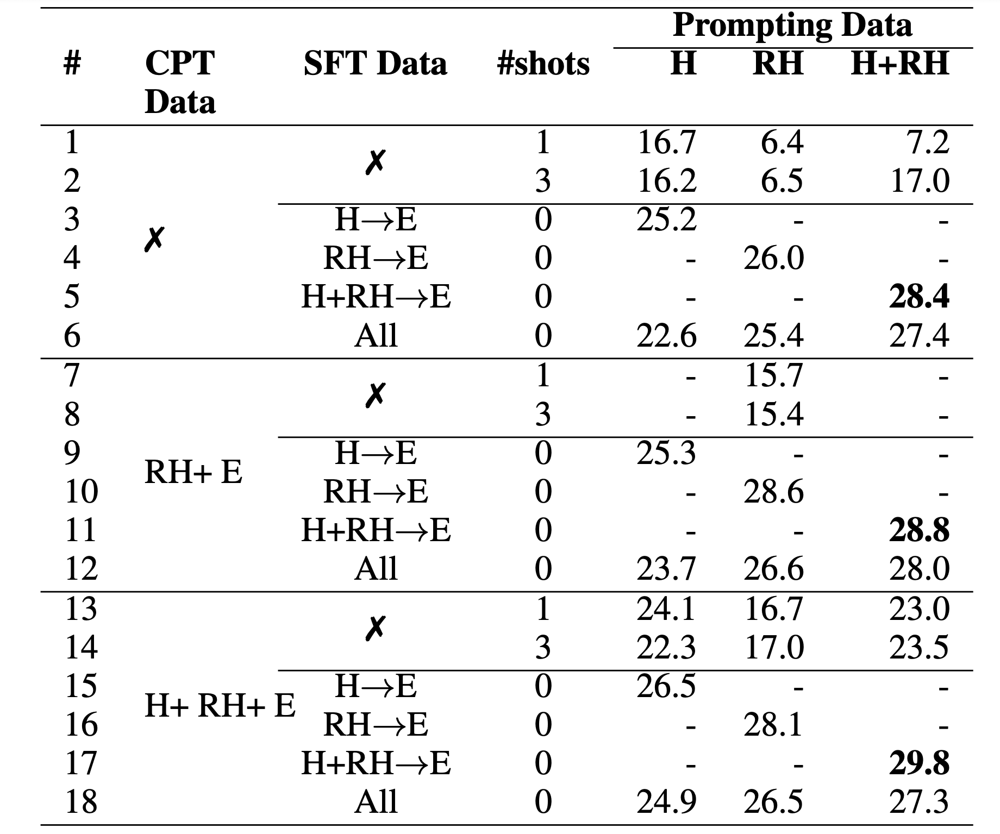 Prompting Data
# CPT Data SFT Data #shots H RH H+RH
1 ✗ ✗ 1 16.7 6.4 7.2
2 3 16.2 6.5 17.0
3 H→E 0 25.2 - -
4 RH→E 0 - 26.0 -
5 H+RH→E 0 - - 28.4
6 All 0 22.6 25.4 27.4
7 RH+ E ✗ 1 - 15.7 -
8 3 - 15.4 -
9 H→E 0 25.3 - -
10 RH→E 0 - 28.6 -
11 H+RH→E 0 - - 28.8
12 All 0 23.7 26.6 28.0
13 H+ RH+ E ✗ 1 24.1 16.7 23.0
14 3 22.3 17.0 23.5
15 H→E 0 26.5 - -
16 RH→E 0 - 28.1 -
17 H+RH→E 0 - - 29.8
18 All 0 24.9 26.5 27.3